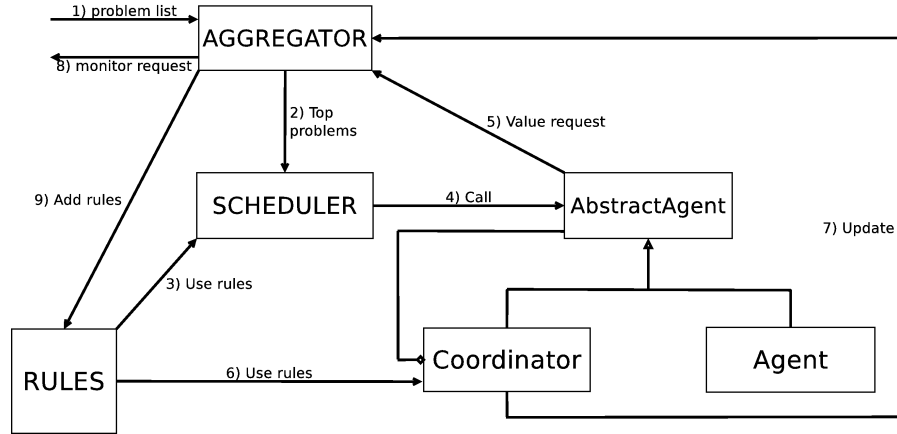 1) problem list
AGGREGATOR
8) monitor request
2) Top
problems
5) Value request
9) Add rules
SCHEDULER
4) Call
AbstractAgent
7) Update
3) Use rules
RULES
6) Use rules
Coordinator
Agent